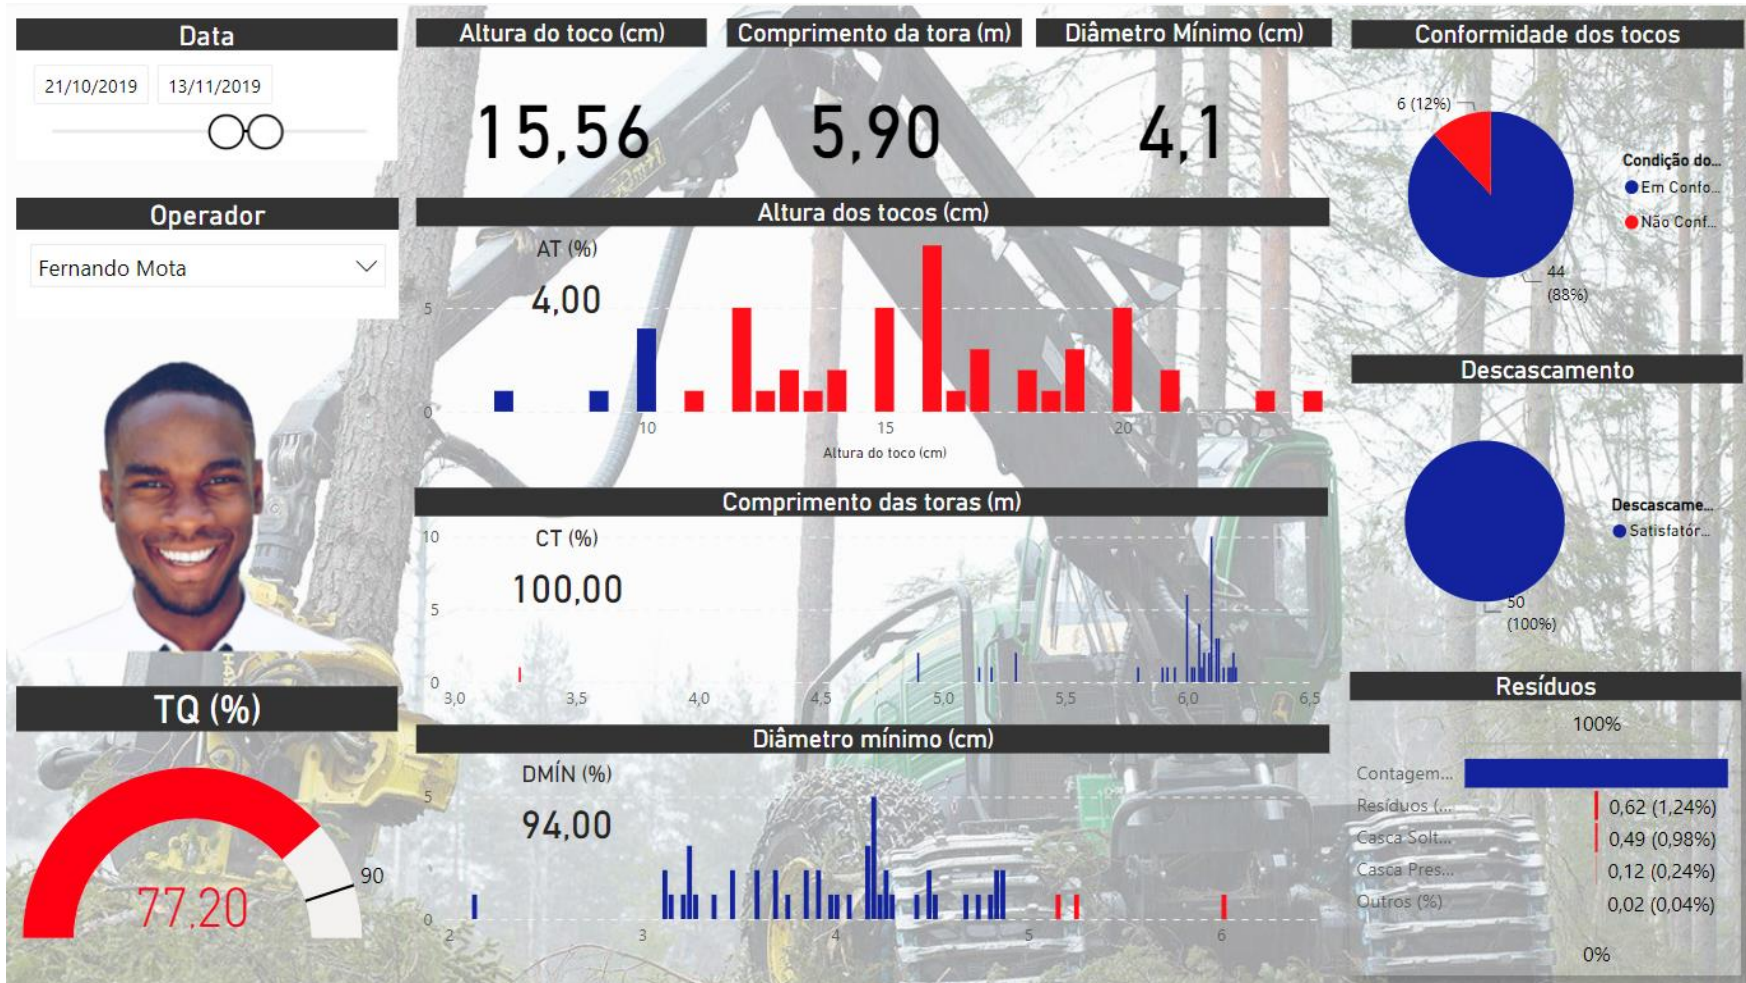 Data
21/10/2019 13/11/2019
Operador
Fernando Mota
TQ (%)
77,20
90
Altura do toco (cm)
15,56
Comprimento da tora (m)
5,90
Diâmetro Mínimo (cm)
4,1
Altura dos tocos (cm)
AT (%)
4,00
5
0
10 15 20
Altura do toco (cm)
Comprimento das toras (m)
CT (%)
100,00
10
5
0
3,0 3,5 4,0 4,5 5,0 5,5 6,0 6,5
Diâmetro mínimo (cm)
DMÍN (%)
94,00
5
0
2 3 4 5 6
Conformidade dos tocos
6 (12%)
44
(88%)
Condição do...
Em Confo...
Não Conf...
Descascamento
50
(100%)
Descascame...
Satisfatór...
Resíduos
100%
Contagem...
Resíduos (... 0,62 (1,24%)
Casca Solt... 0,49 (0,98%)
Casca Pres... 0,12 (0,24%)
Outros (%) 0,02 (0,04%)
0%